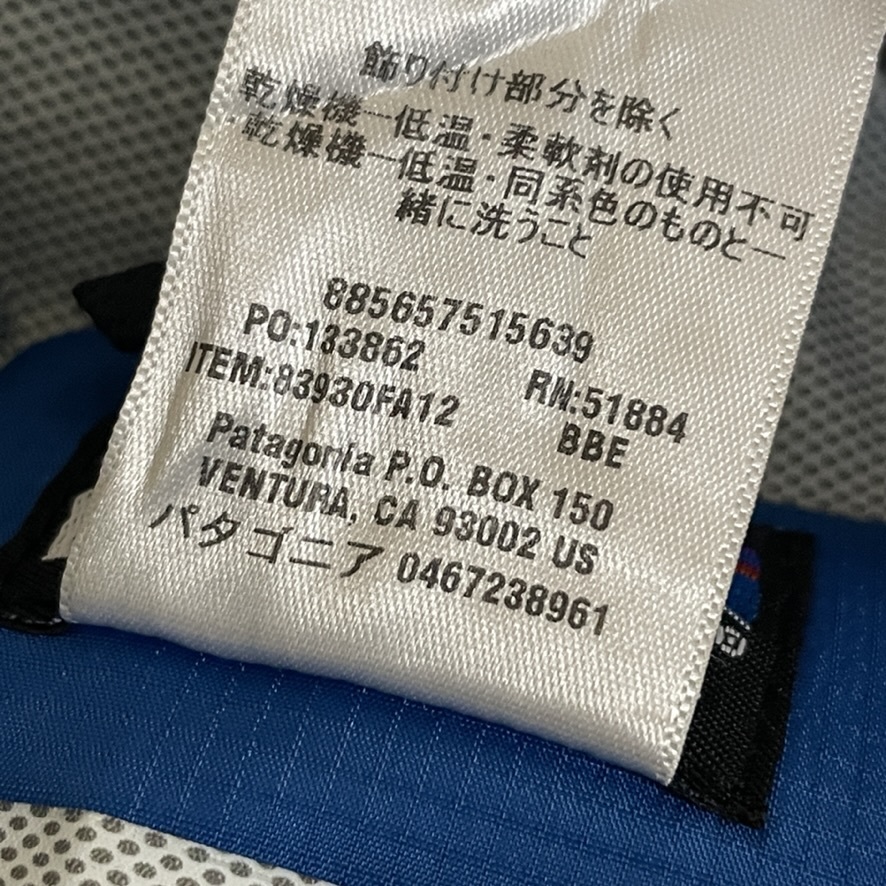 飾り付け部分を除く
乾燥機一低温・柔軟剤の使用不可
乾燥機一低温・同系色のものと一
緒に洗うこと
885657515639
PO:133862 RN:51884
ITEM:83930FA12 BBE
Patagonia P.O. BOX 150
VENTURA, CA 93002 US
パタゴニア 0467238961